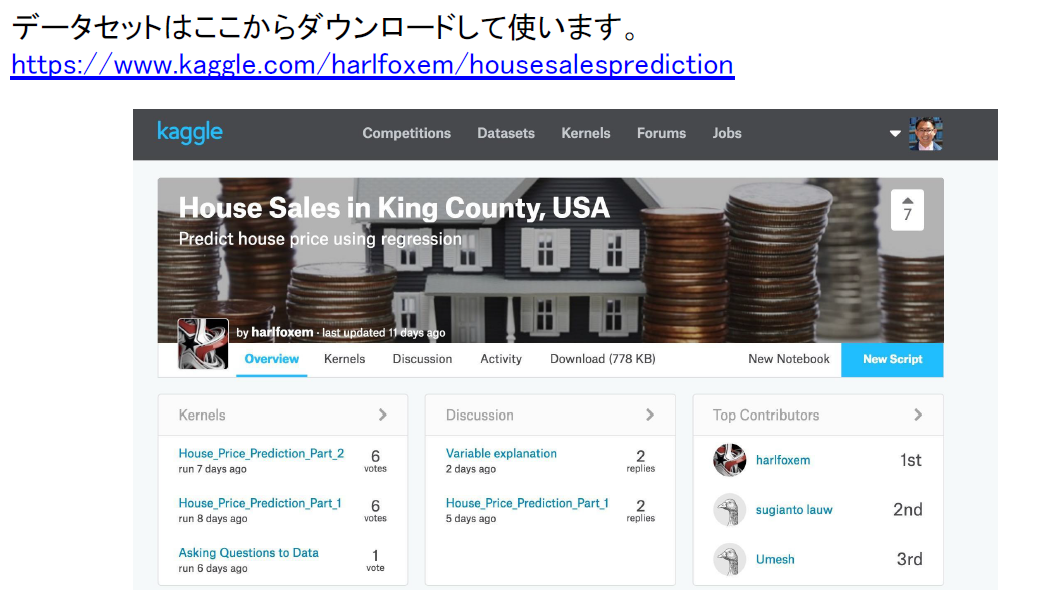 データセットはここからダウンロードして使います。
https://www.kaggle.com/harlfoxem/housesalesprediction
kaggle Competitions Datasets Kernels Forums Jobs
House Sales in King County, USA
7
Predict house price using regression
by harlfoxem · last updated 11 days ago
Overview Kernels Discussion Activity Download (778 KB) New Notebook New Script
Kernels
House_Price_Prediction_Part_2 6
run 7 days ago votes
House_Price_Prediction_Part_1 6
run 8 days ago votes
Asking Questions to Data 1
run 6 days ago vote
Discussion
Variable explanation 2
2 days ago replies
House_Price_Prediction_Part_1 2
5 days ago replies
Top Contributors
harlfoxem 1st
sugianto lauw 2nd
Umesh 3rd